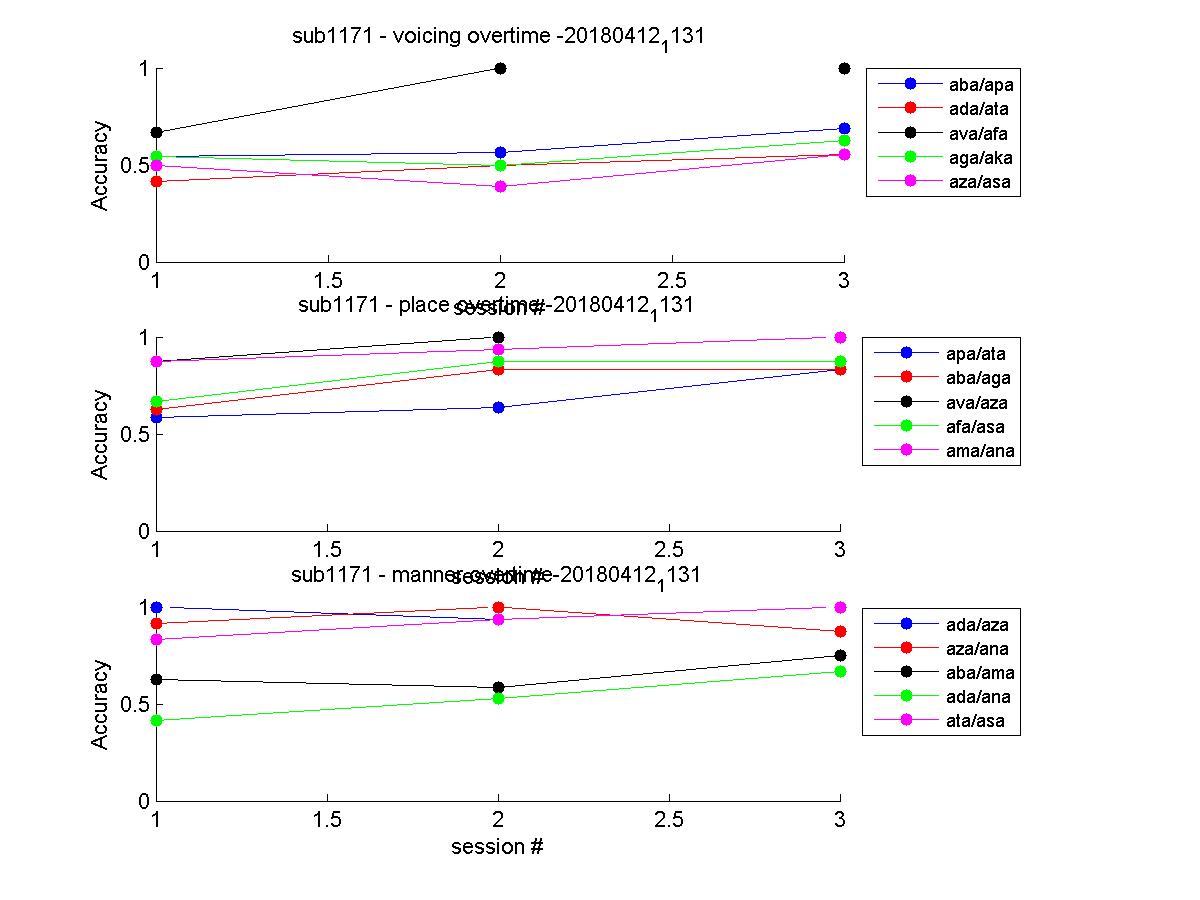 sub1171 - voicing overtime -20180412_1131
1
0.5
0
Accuracy
1 1.5 2 2.5 3
session #
aba/apa
ada/ata
ava/afa
aga/aka
aza/asa
sub1171 - place overtime -20180412_1131
1
0.5
0
Accuracy
1 1.5 2 2.5 3
session #
apa/ata
aba/aga
ava/aza
afa/asa
ama/ana
sub1171 - manner overtime -20180412_1131
1
0.5
0
Accuracy
1 1.5 2 2.5 3
session #
ada/aza
aza/ana
aba/ama
ada/ana
ata/asa